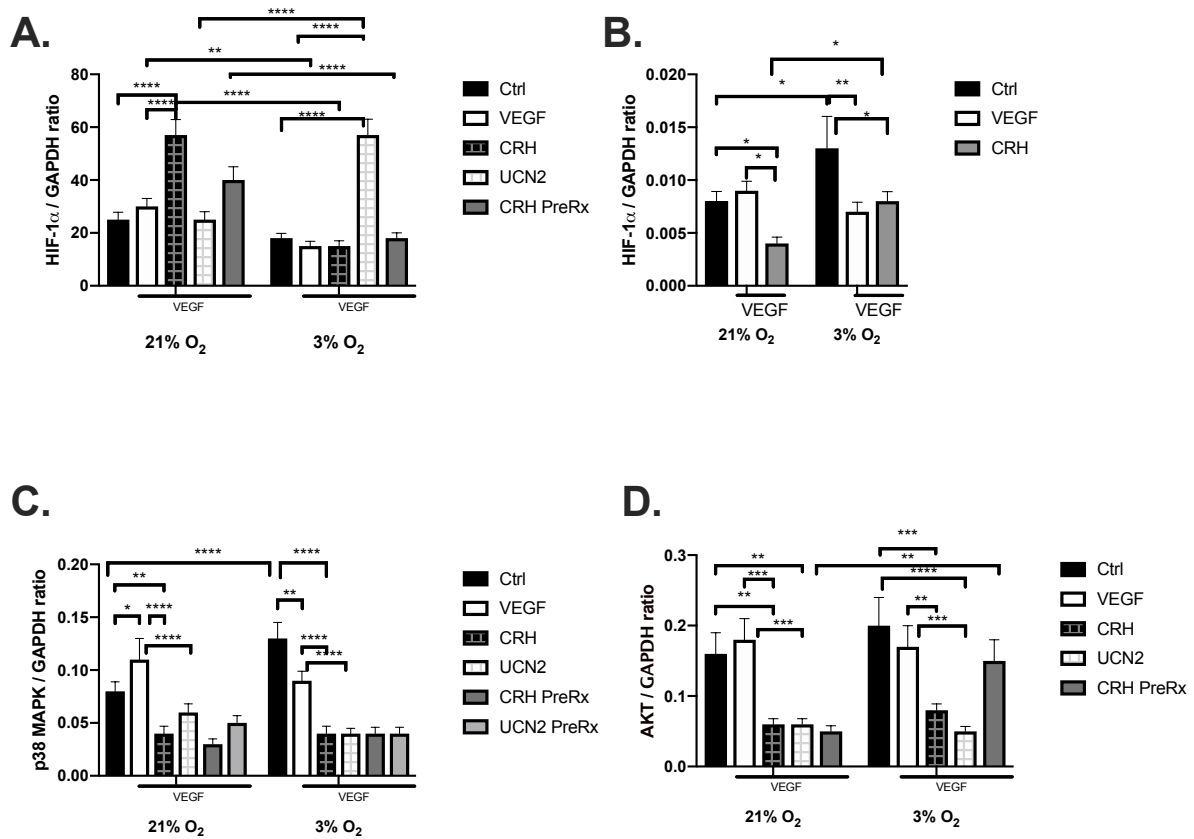 A.
****
****
**
****
****
****
****
****
HIF-1α / GAPDH ratio
80
60
40
20
0
VEGF
VEGF
21% O2
3% O2
Ctrl
VEGF
CRH
UCN2
CRH PreRx
B.
*
*
**
*
*
*
HIF-1α / GAPDH ratio
0.020
0.015
0.010
0.005
0.000
VEGF
VEGF
21% O2
3% O2
Ctrl
VEGF
CRH
C.
****
****
**
**
*
****
****
****
****
p38 MAPK / GAPDH ratio
0.20
0.15
0.10
0.05
0.00
VEGF
VEGF
21% O2
3% O2
Ctrl
VEGF
CRH
UCN2
CRH PreRx
UCN2 PreRx
D.
***
**
**
***
****
**
**
***
***
AKT / GAPDH ratio
0.3
0.2
0.1
0.0
VEGF
VEGF
21% O2
3% O2
Ctrl
VEGF
CRH
UCN2
CRH PreRx